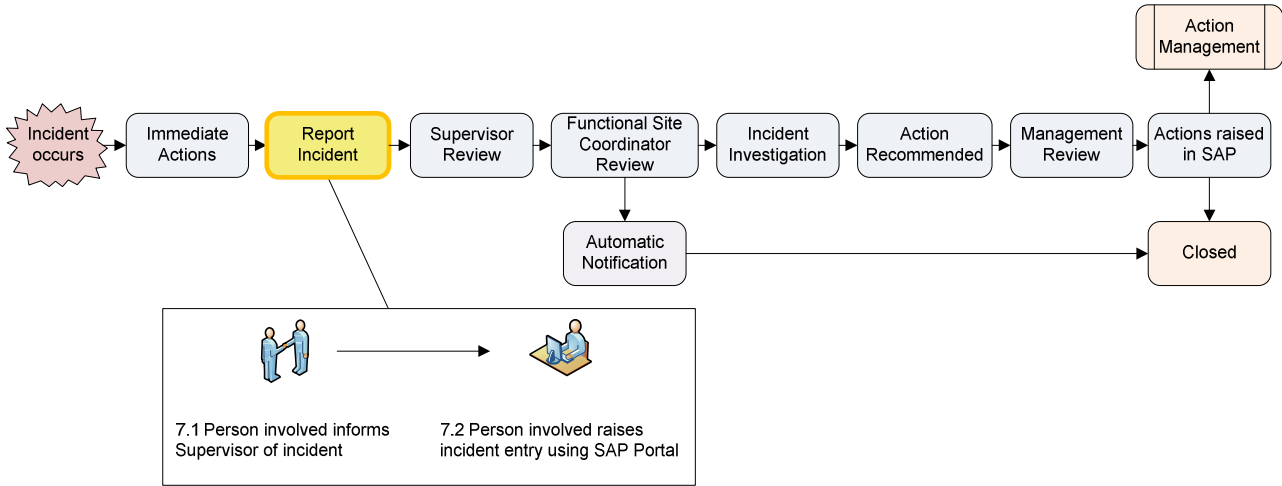 Action
Management
Incident
occurs
Immediate
Actions
Report
Incident
Supervisor
Review
Functional Site
Coordinator
Review
Incident
Investigation
Action
Recommended
Management
Review
Actions raised
in SAP
Automatic
Notification
Closed
7.1 Person involved informs
Supervisor of incident
7.2 Person involved raises
incident entry using SAP Portal